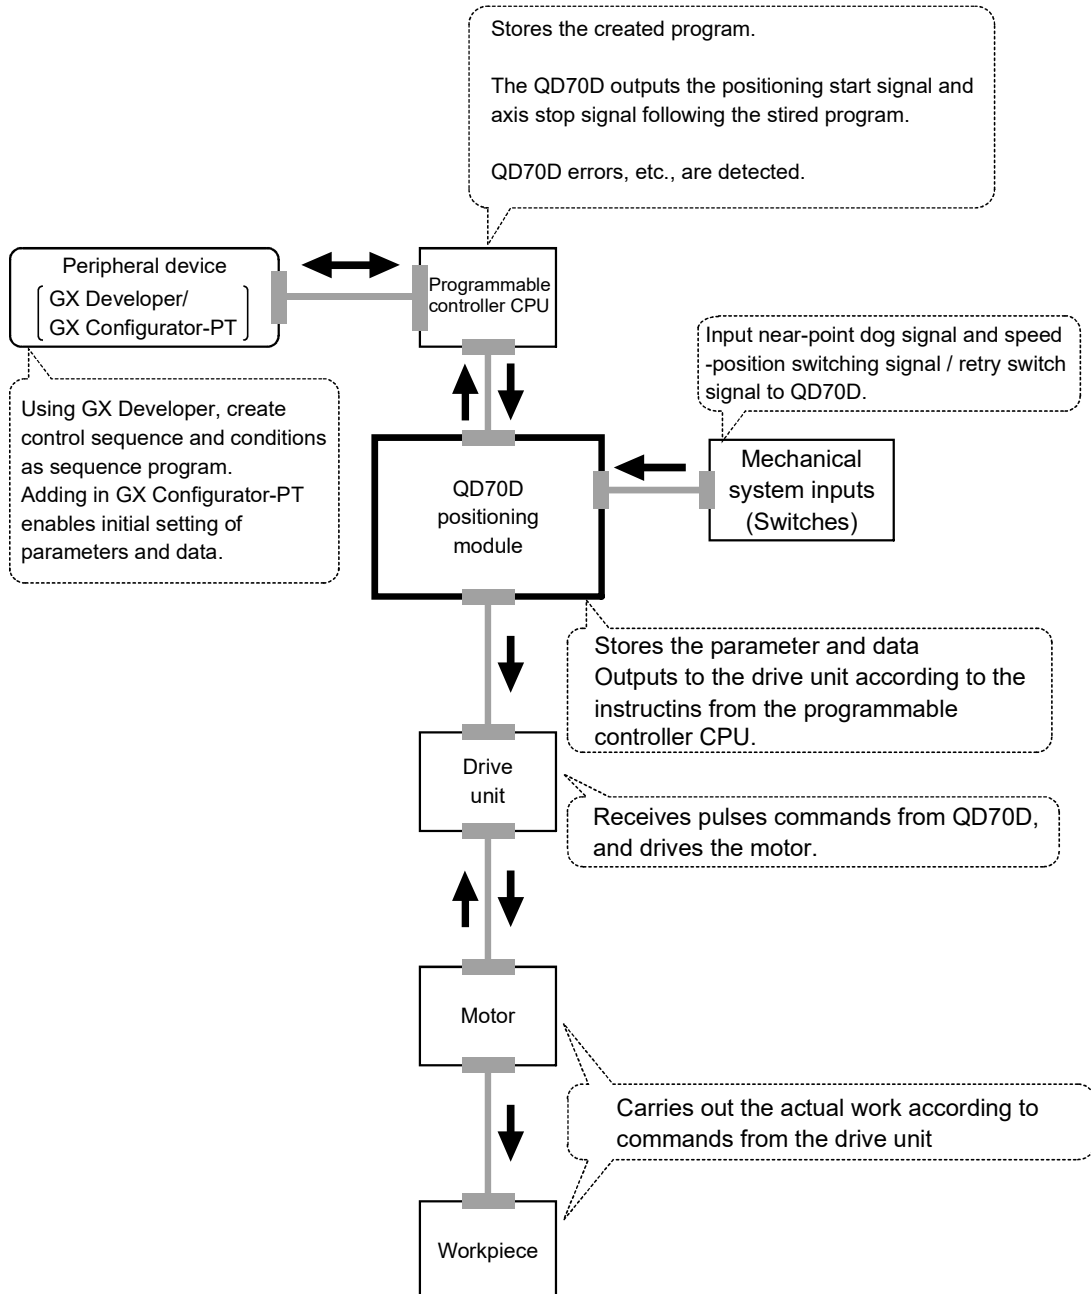 Stores the created program.
The QD70D outputs the positioning start signal and
axis stop signal following the stired program.
QD70D errors, etc., are detected.
Peripheral device
GX Developer/
GX Configurator-PT
Programmable
controller CPU
Input near-point dog signal and speed
-position switching signal / retry switch
signal to QD70D.
Using GX Developer, create
control sequence and conditions
as sequence program.
Adding in GX Configurator-PT
enables initial setting of
parameters and data.
QD70D
positioning
module
Mechanical
system inputs
(Switches)
Stores the parameter and data
Outputs to the drive unit according to the
instructins from the programmable
controller CPU.
Drive
unit
Receives pulses commands from QD70D,
and drives the motor.
Motor
Carries out the actual work according to
commands from the drive unit
Workpiece